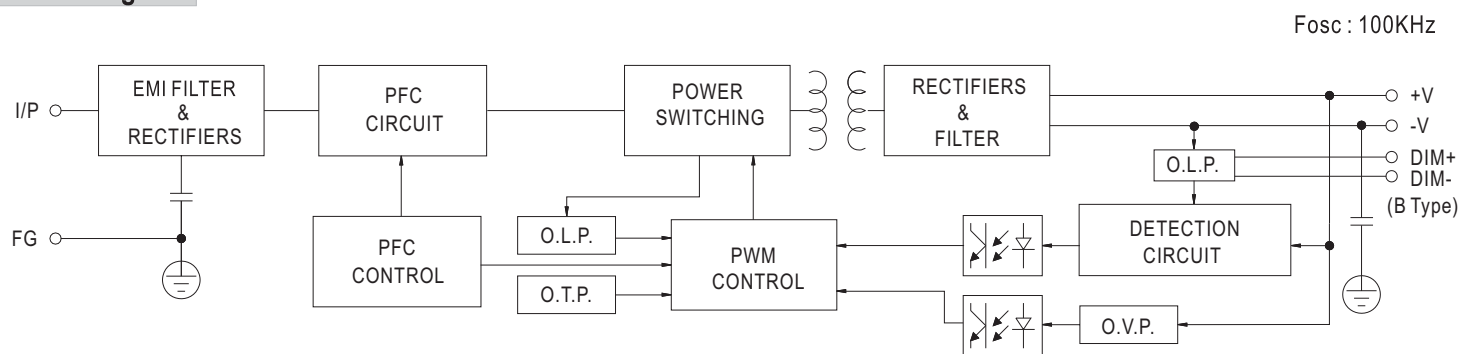 Fosc : 100KHz
I/P
EMI FILTER
&
RECTIFIERS
PFC
CIRCUIT
POWER
SWITCHING
RECTIFIERS
&
FILTER
+V
-V
DIM+
DIM-
(B Type)
O.L.P.
FG
PFC
CONTROL
O.L.P.
O.T.P.
PWM
CONTROL
DETECTION
CIRCUIT
O.V.P.